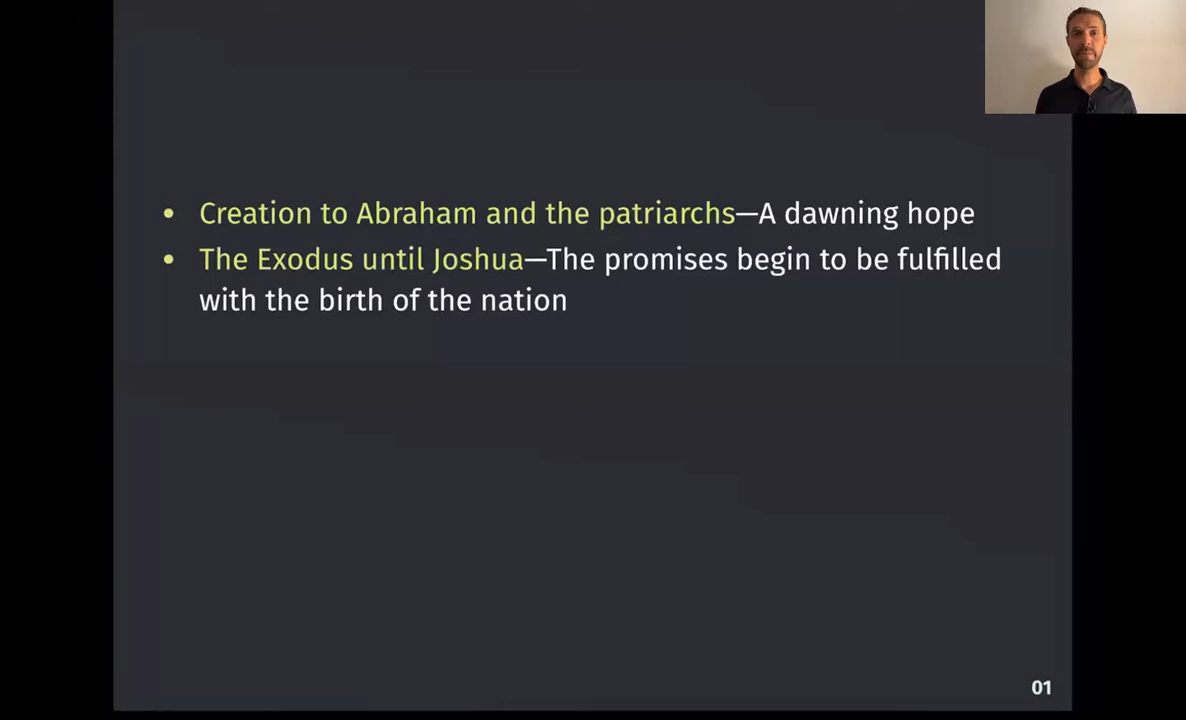 • Creation to Abraham and the patriarchs—A dawning hope
• The Exodus until Joshua—The promises begin to be fulfilled
with the birth of the nation
01